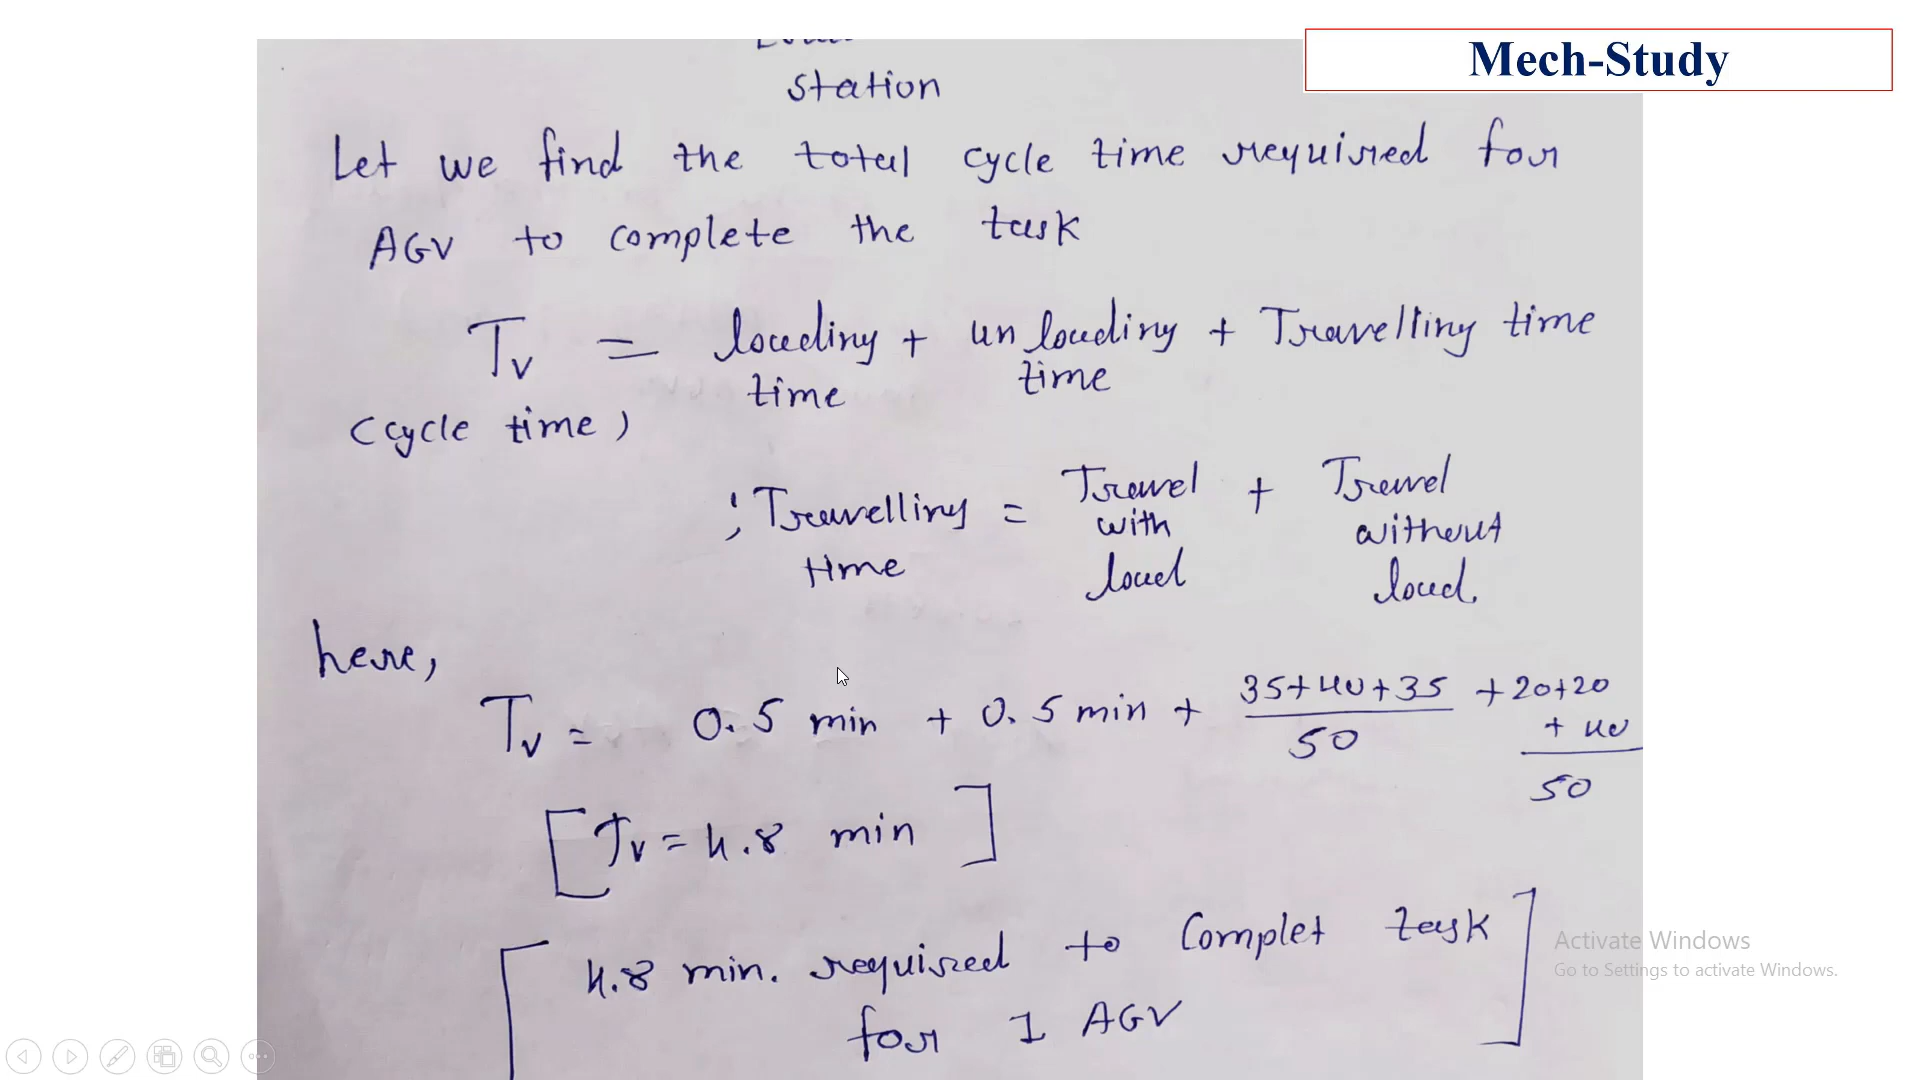 Mech-Study
station
Let we find the total cycle time required for
AGV to complete the task
Tv = loading + unloading + Travelling time
time time
(cycle time)
; Travelling = Travel + Travel
with without
time load load.
here,
Tv = 0.5 min + 0.5 min + 35+40+35 + 20+20
+ 40
50 50
[Tv = 4.8 min]
[4.8 min. required to Complet task
for 1 AGV]
Activate Windows
Go to Settings to activate Windows.